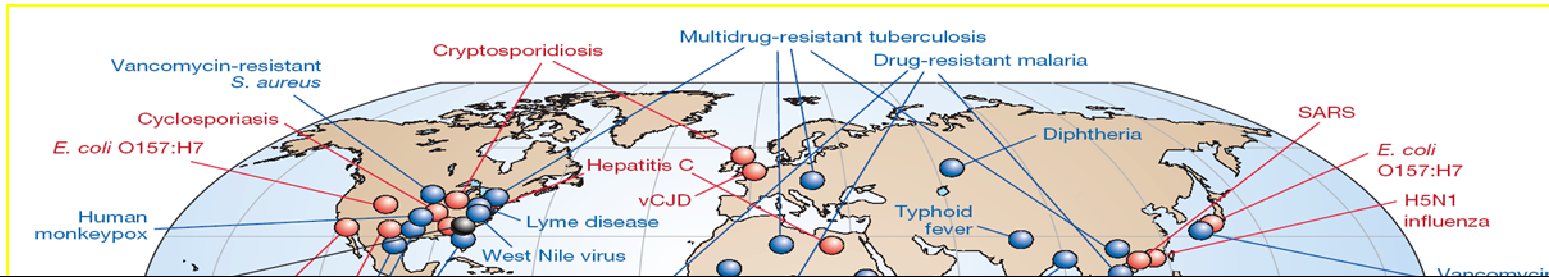 Multidrug-resistant tuberculosis
Cryptosporidiosis
Drug-resistant malaria
Vancomycin-resistant
S. aureus
Cyclosporiasis
SARS
E. coli O157:H7
Diphtheria
E. coli
O157:H7
Hepatitis C
vCJD
H5N1
influenza
Human
monkeypox
Lyme disease
Typhoid
fever
West Nile virus